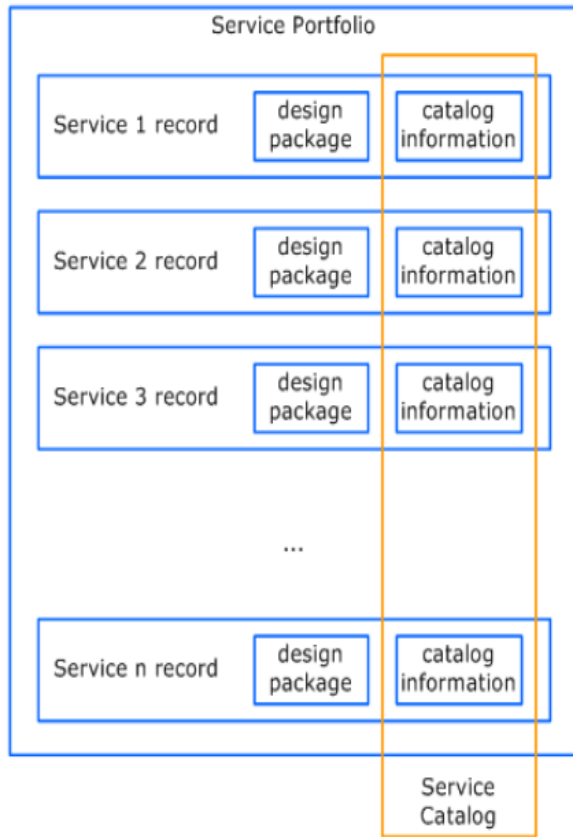 Service Portfolio
Service 1 record
design
package
catalog
information
Service 2 record
design
package
catalog
information
Service 3 record
design
package
catalog
information
...
Service n record
design
package
catalog
information
Service
Catalog